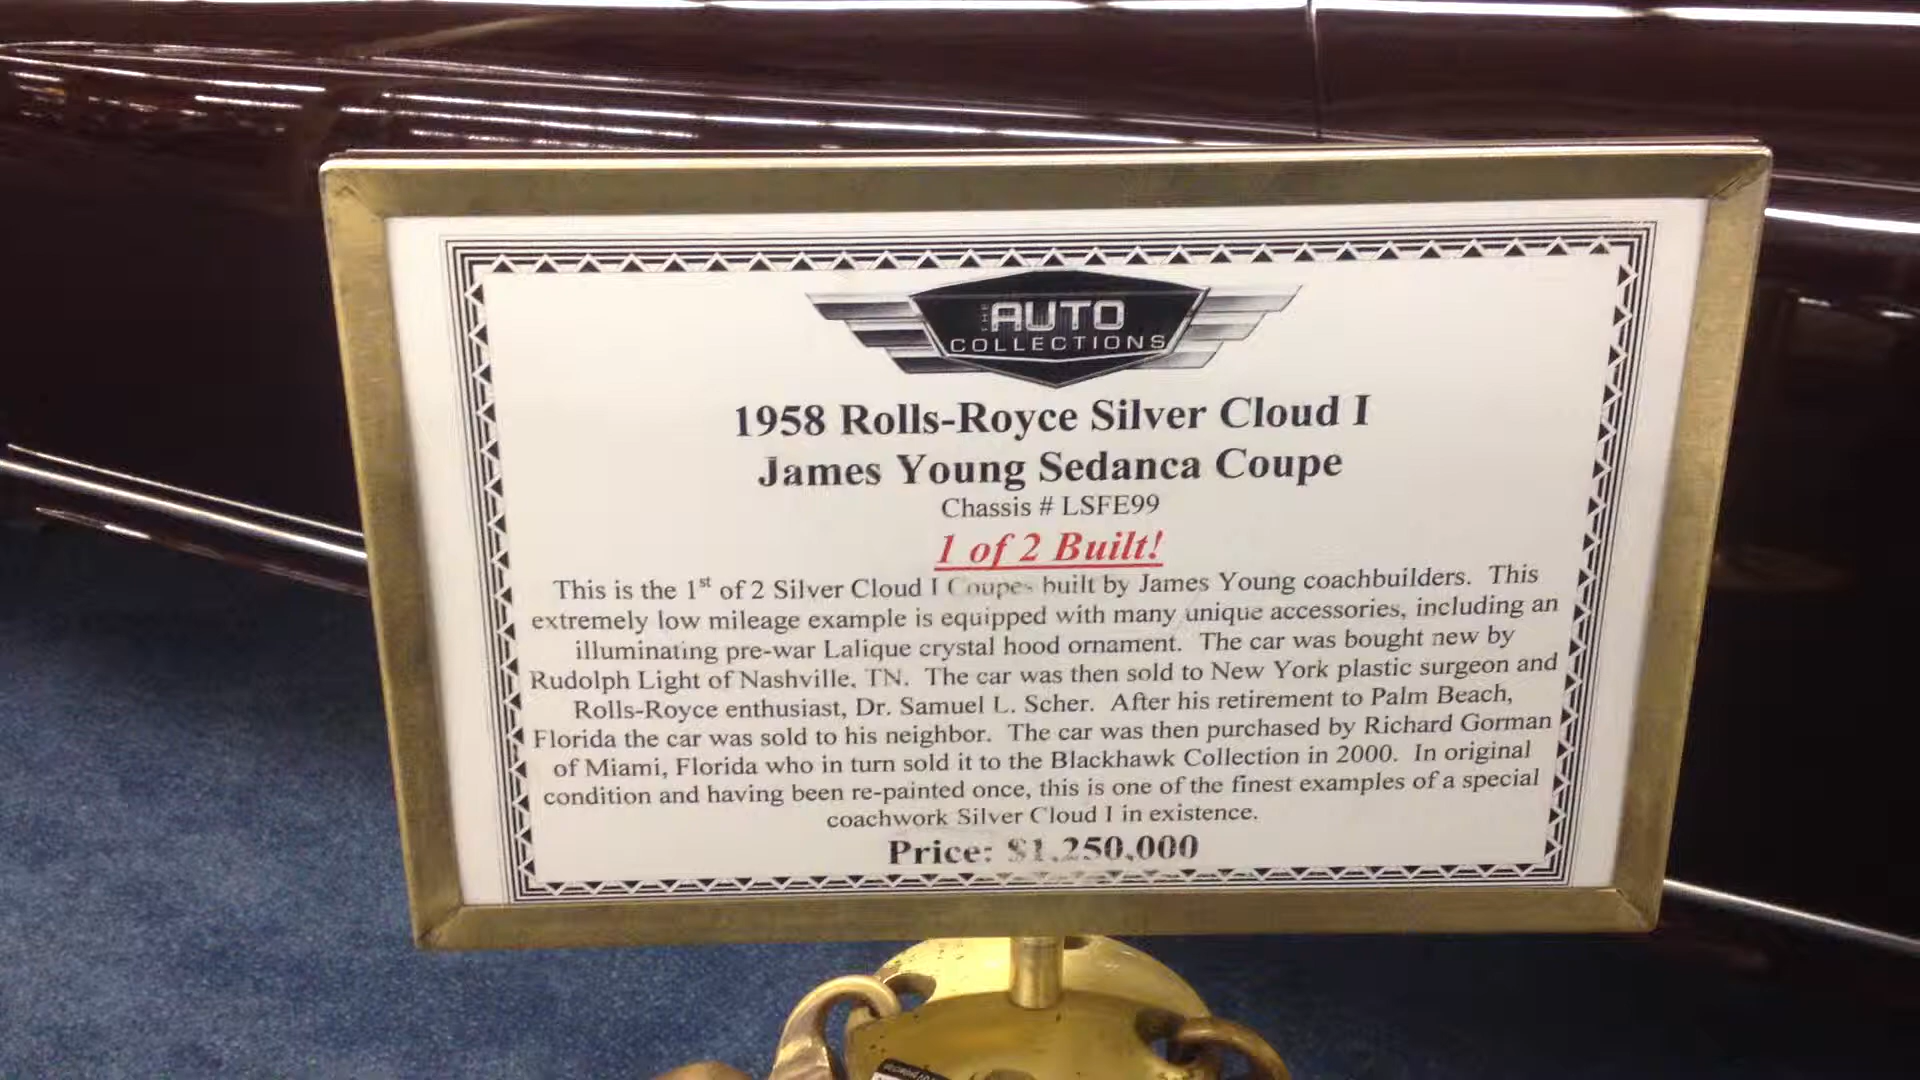 THE AUTO
COLLECTIONS
1958 Rolls-Royce Silver Cloud I
James Young Sedanca Coupe
Chassis # LSFE99
1 of 2 Built!
This is the 1st of 2 Silver Cloud I Coupes built by James Young coachbuilders. This
extremely low mileage example is equipped with many unique accessories, including an
illuminating pre-war Lalique crystal hood ornament. The car was bought new by
Rudolph Light of Nashville, TN. The car was then sold to New York plastic surgeon and
Rolls-Royce enthusiast, Dr. Samuel L. Scher. After his retirement to Palm Beach,
Florida the car was sold to his neighbor. The car was then purchased by Richard Gorman
of Miami, Florida who in turn sold it to the Blackhawk Collection in 2000. In original
condition and having been re-painted once, this is one of the finest examples of a special
coachwork Silver Cloud I in existence.
Price: $1,250,000